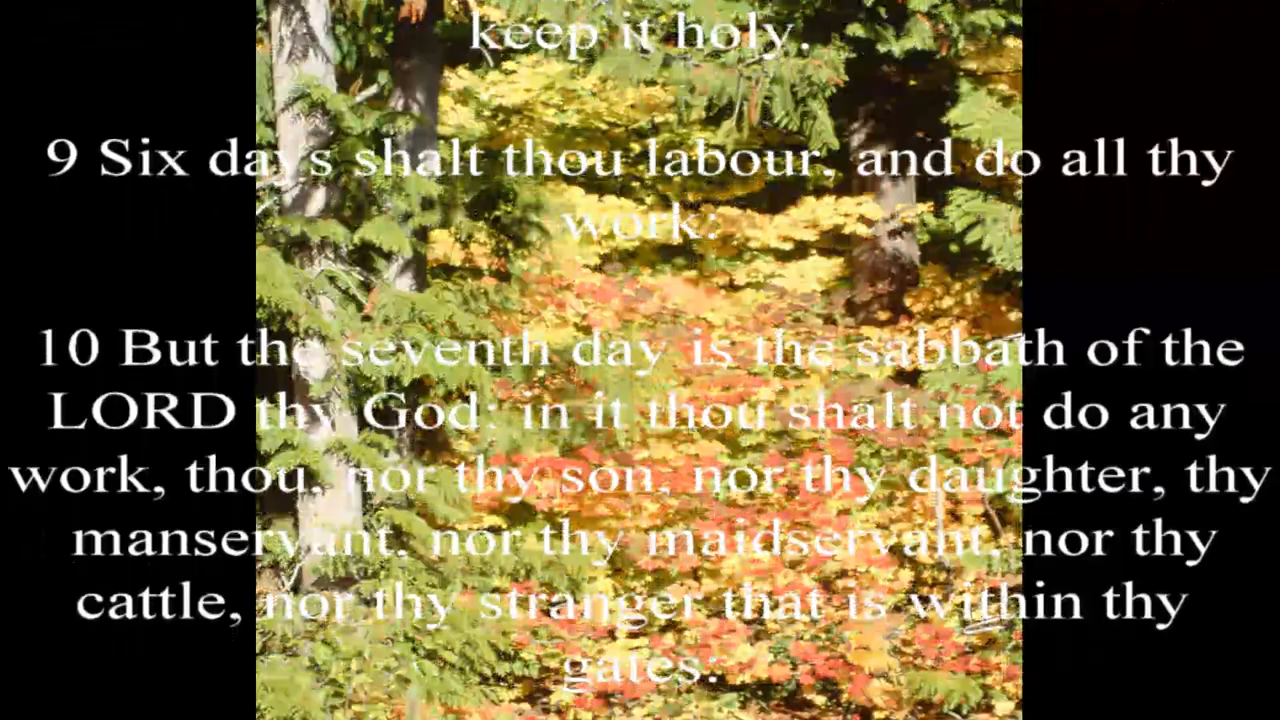 keep it holy.
9 Six days shalt thou labour, and do all thy
work:
10 But the seventh day is the sabbath of the
LORD thy God: in it thou shalt not do any
work, thou, nor thy son, nor thy daughter, thy
manservant, nor thy maidservant, nor thy
cattle, nor thy stranger that is within thy
gates: